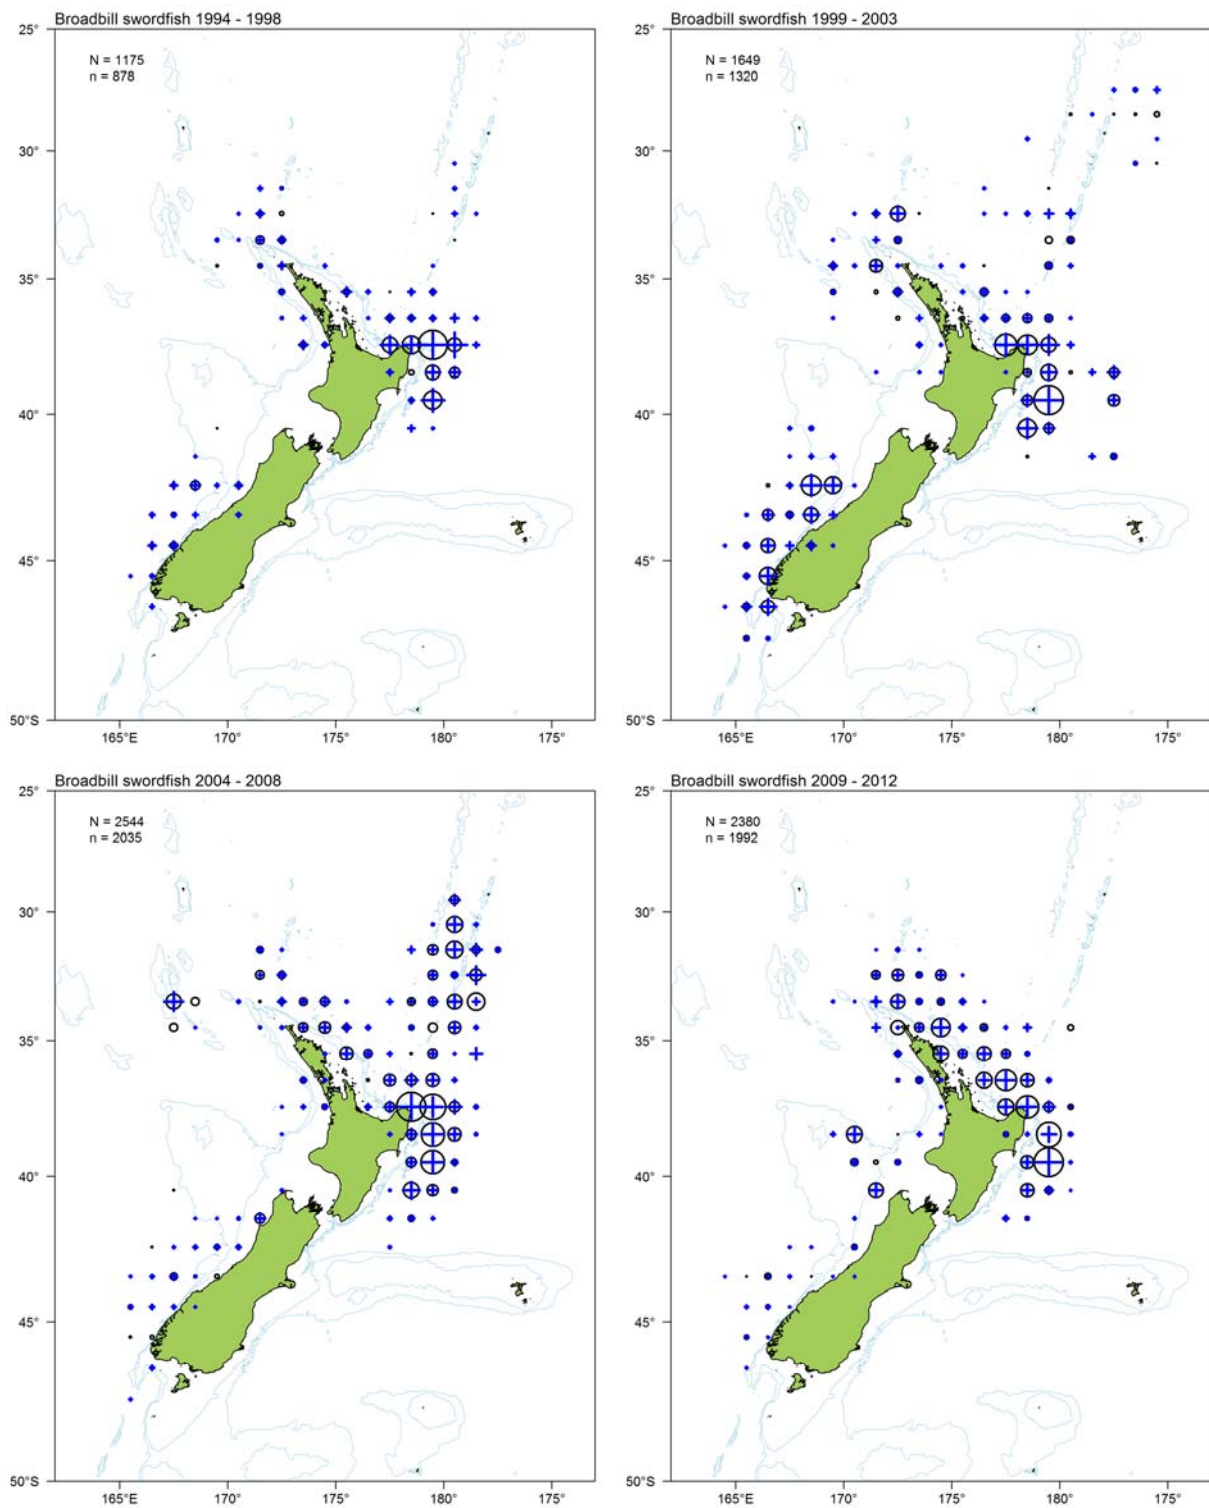 Broadbill swordfish 1994 - 1998
25°
N = 1175
n = 878
30°
35°
40°
45°
50°S
165°E 170° 175° 180° 175°
Broadbill swordfish 1999 - 2003
25°
N = 1649
n = 1320
30°
35°
40°
45°
50°S
165°E 170° 175° 180° 175°
Broadbill swordfish 2004 - 2008
25°
N = 2544
n = 2035
30°
35°
40°
45°
50°S
165°E 170° 175° 180° 175°
Broadbill swordfish 2009 - 2012
25°
N = 2380
n = 1992
30°
35°
40°
45°
50°S
165°E 170° 175° 180° 175°